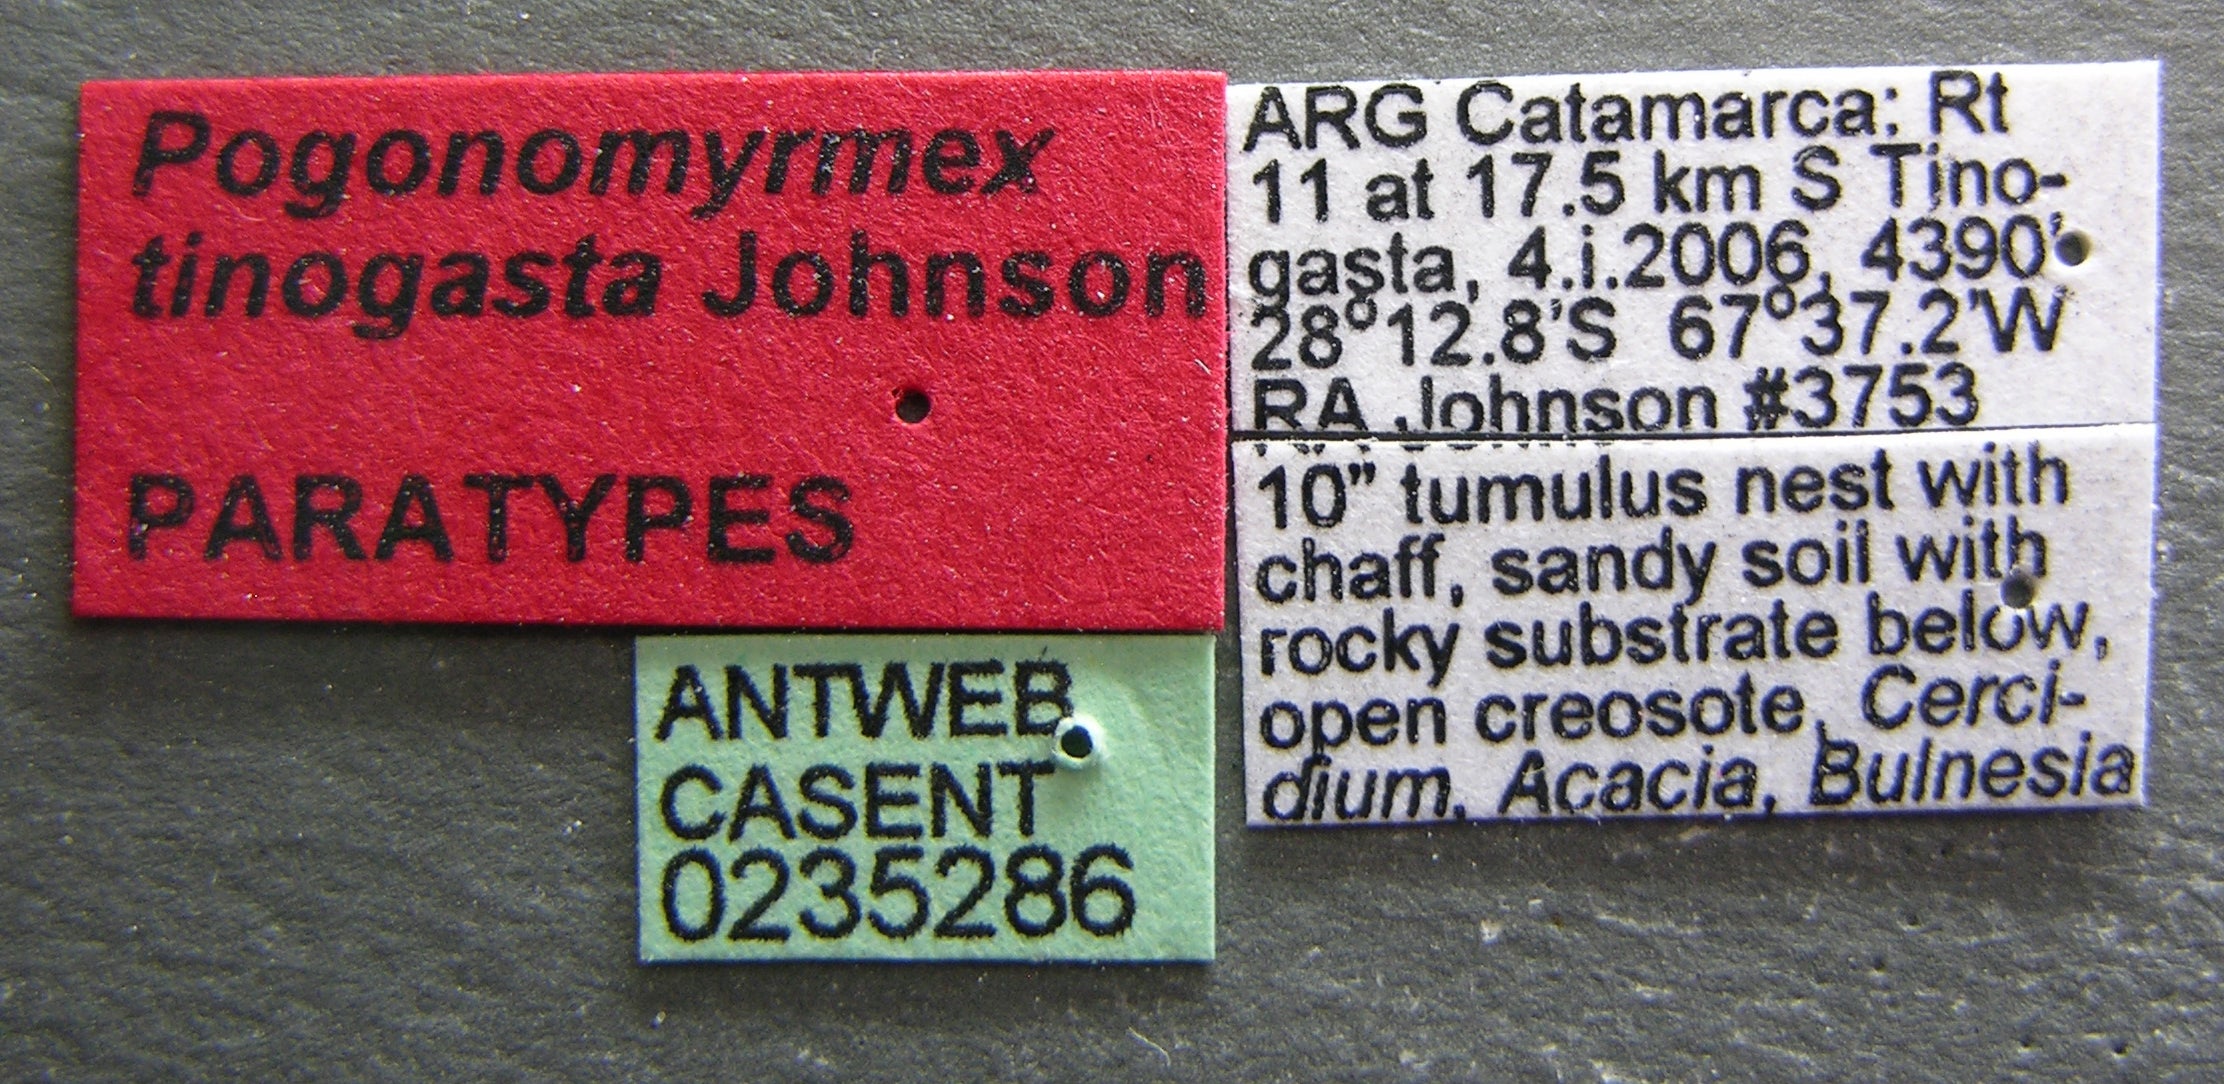 Pogonomyrmex
tinogasta Johnson
PARATYPES
ARG Catamarca: Rt
11 at 17.5 km S Tino-
gasta, 4.i.2006, 4390'
28°12.8'S 67°37.2'W
RA Johnson #3753
10” tumulus nest with
chaff, sandy soil with
rocky substrate below,
open creosote, Cerci-
dium, Acacia, Bulnesia
ANTWEB
CASENT
0235286